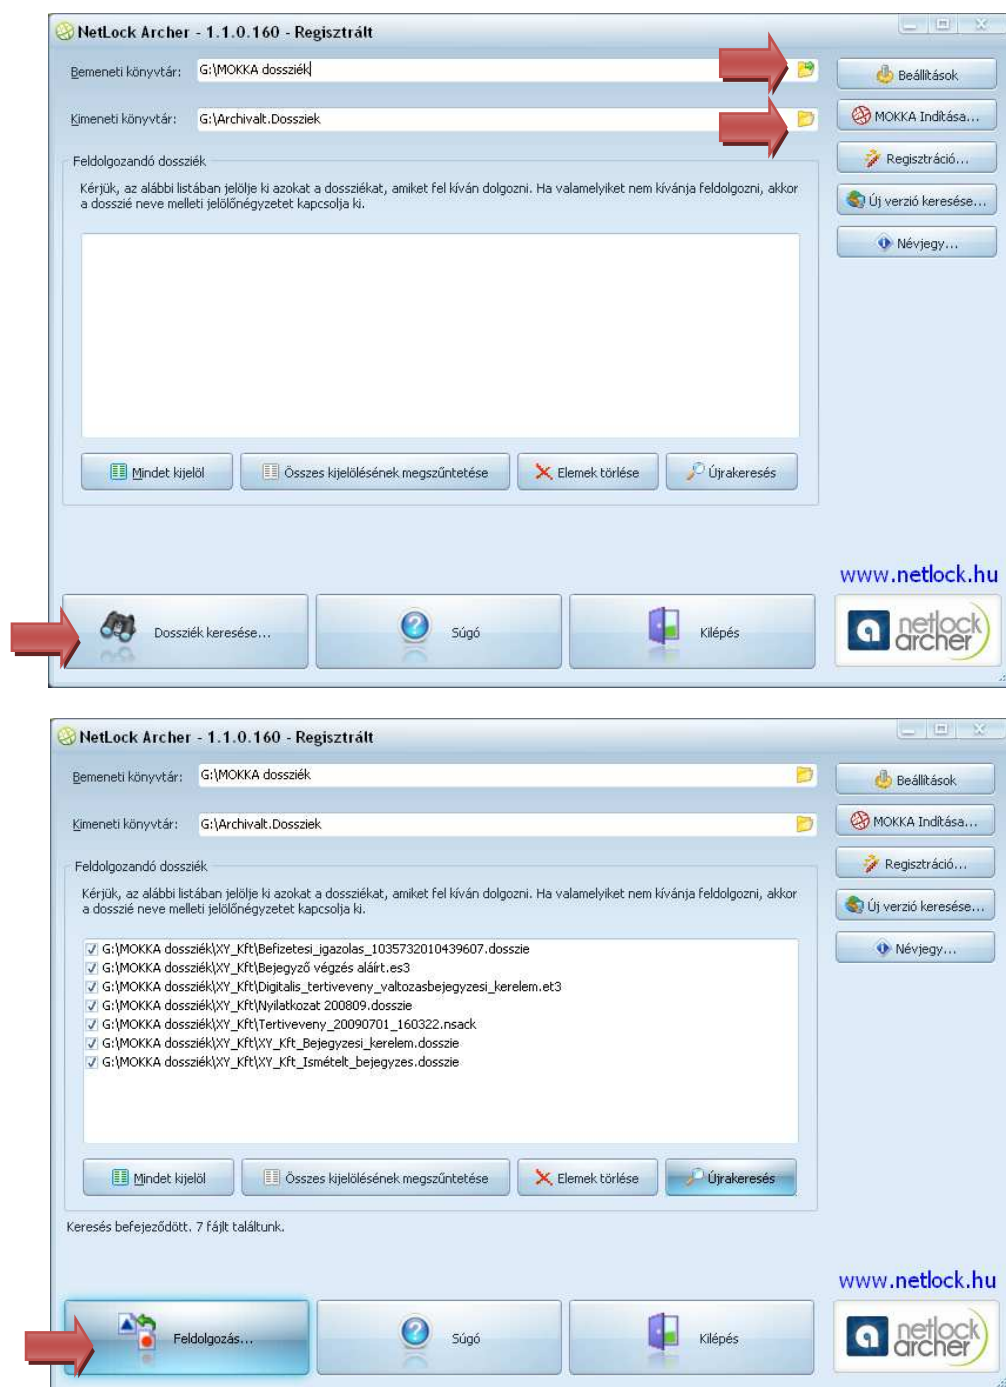 NetLock Archer - 1.1.0.160 - Regisztrált
Bemeneti könyvtár: G:\MOKKA dossziék
Kimeneti könyvtár: G:\Archivalt.Dossziek
Beállítások
MOKKA Indítása...
Regisztráció...
Új verzió keresése...
Névjegy...
Feldolgozandó dossziék
Kérjük, az alábbi listában jelölje ki azokat a dossziékat, amiket fel kíván dolgozni. Ha valamelyiket nem kívánja feldolgozni, akkor
a dosszié neve melleti jelölőnégyzetet kapcsolja ki.
Mindet kijelöl
Összes kijelölésének megszűntetése
Elemek törlése
Újrakeresés
www.netlock.hu
Dossziék keresése...
Súgó
Kilépés
netlock
archer
NetLock Archer - 1.1.0.160 - Regisztrált
Bemeneti könyvtár: G:\MOKKA dossziék
Kimeneti könyvtár: G:\Archivalt.Dossziek
Beállítások
MOKKA Indítása...
Regisztráció...
Új verzió keresése...
Névjegy...
Feldolgozandó dossziék
Kérjük, az alábbi listában jelölje ki azokat a dossziékat, amiket fel kíván dolgozni. Ha valamelyiket nem kívánja feldolgozni, akkor
a dosszié neve melleti jelölőnégyzetet kapcsolja ki.
G:\MOKKA dossziék\XY_Kft\Befizetesi_igazolas_1035732010439607.dosszie
G:\MOKKA dossziék\XY_Kft\Bejegyző végzés aláírt.es3
G:\MOKKA dossziék\XY_Kft\Digitalis_tertiveveny_valtozasbejegyzesi_kerelem.et3
G:\MOKKA dossziék\XY_Kft\Nyilatkozat 200809.dosszie
G:\MOKKA dossziék\XY_Kft\Tertiveveny_20090701_160322.nsack
G:\MOKKA dossziék\XY_Kft\XY_Kft_Bejegyzesi_kerelem.dosszie
G:\MOKKA dossziék\XY_Kft\XY_Kft_Ismételt_bejegyzes.dosszie
Mindet kijelöl
Összes kijelölésének megszűntetése
Elemek törlése
Újrakeresés
Keresés befejeződött. 7 fájlt találtunk.
www.netlock.hu
Feldolgozás...
Súgó
Kilépés
netlock
archer